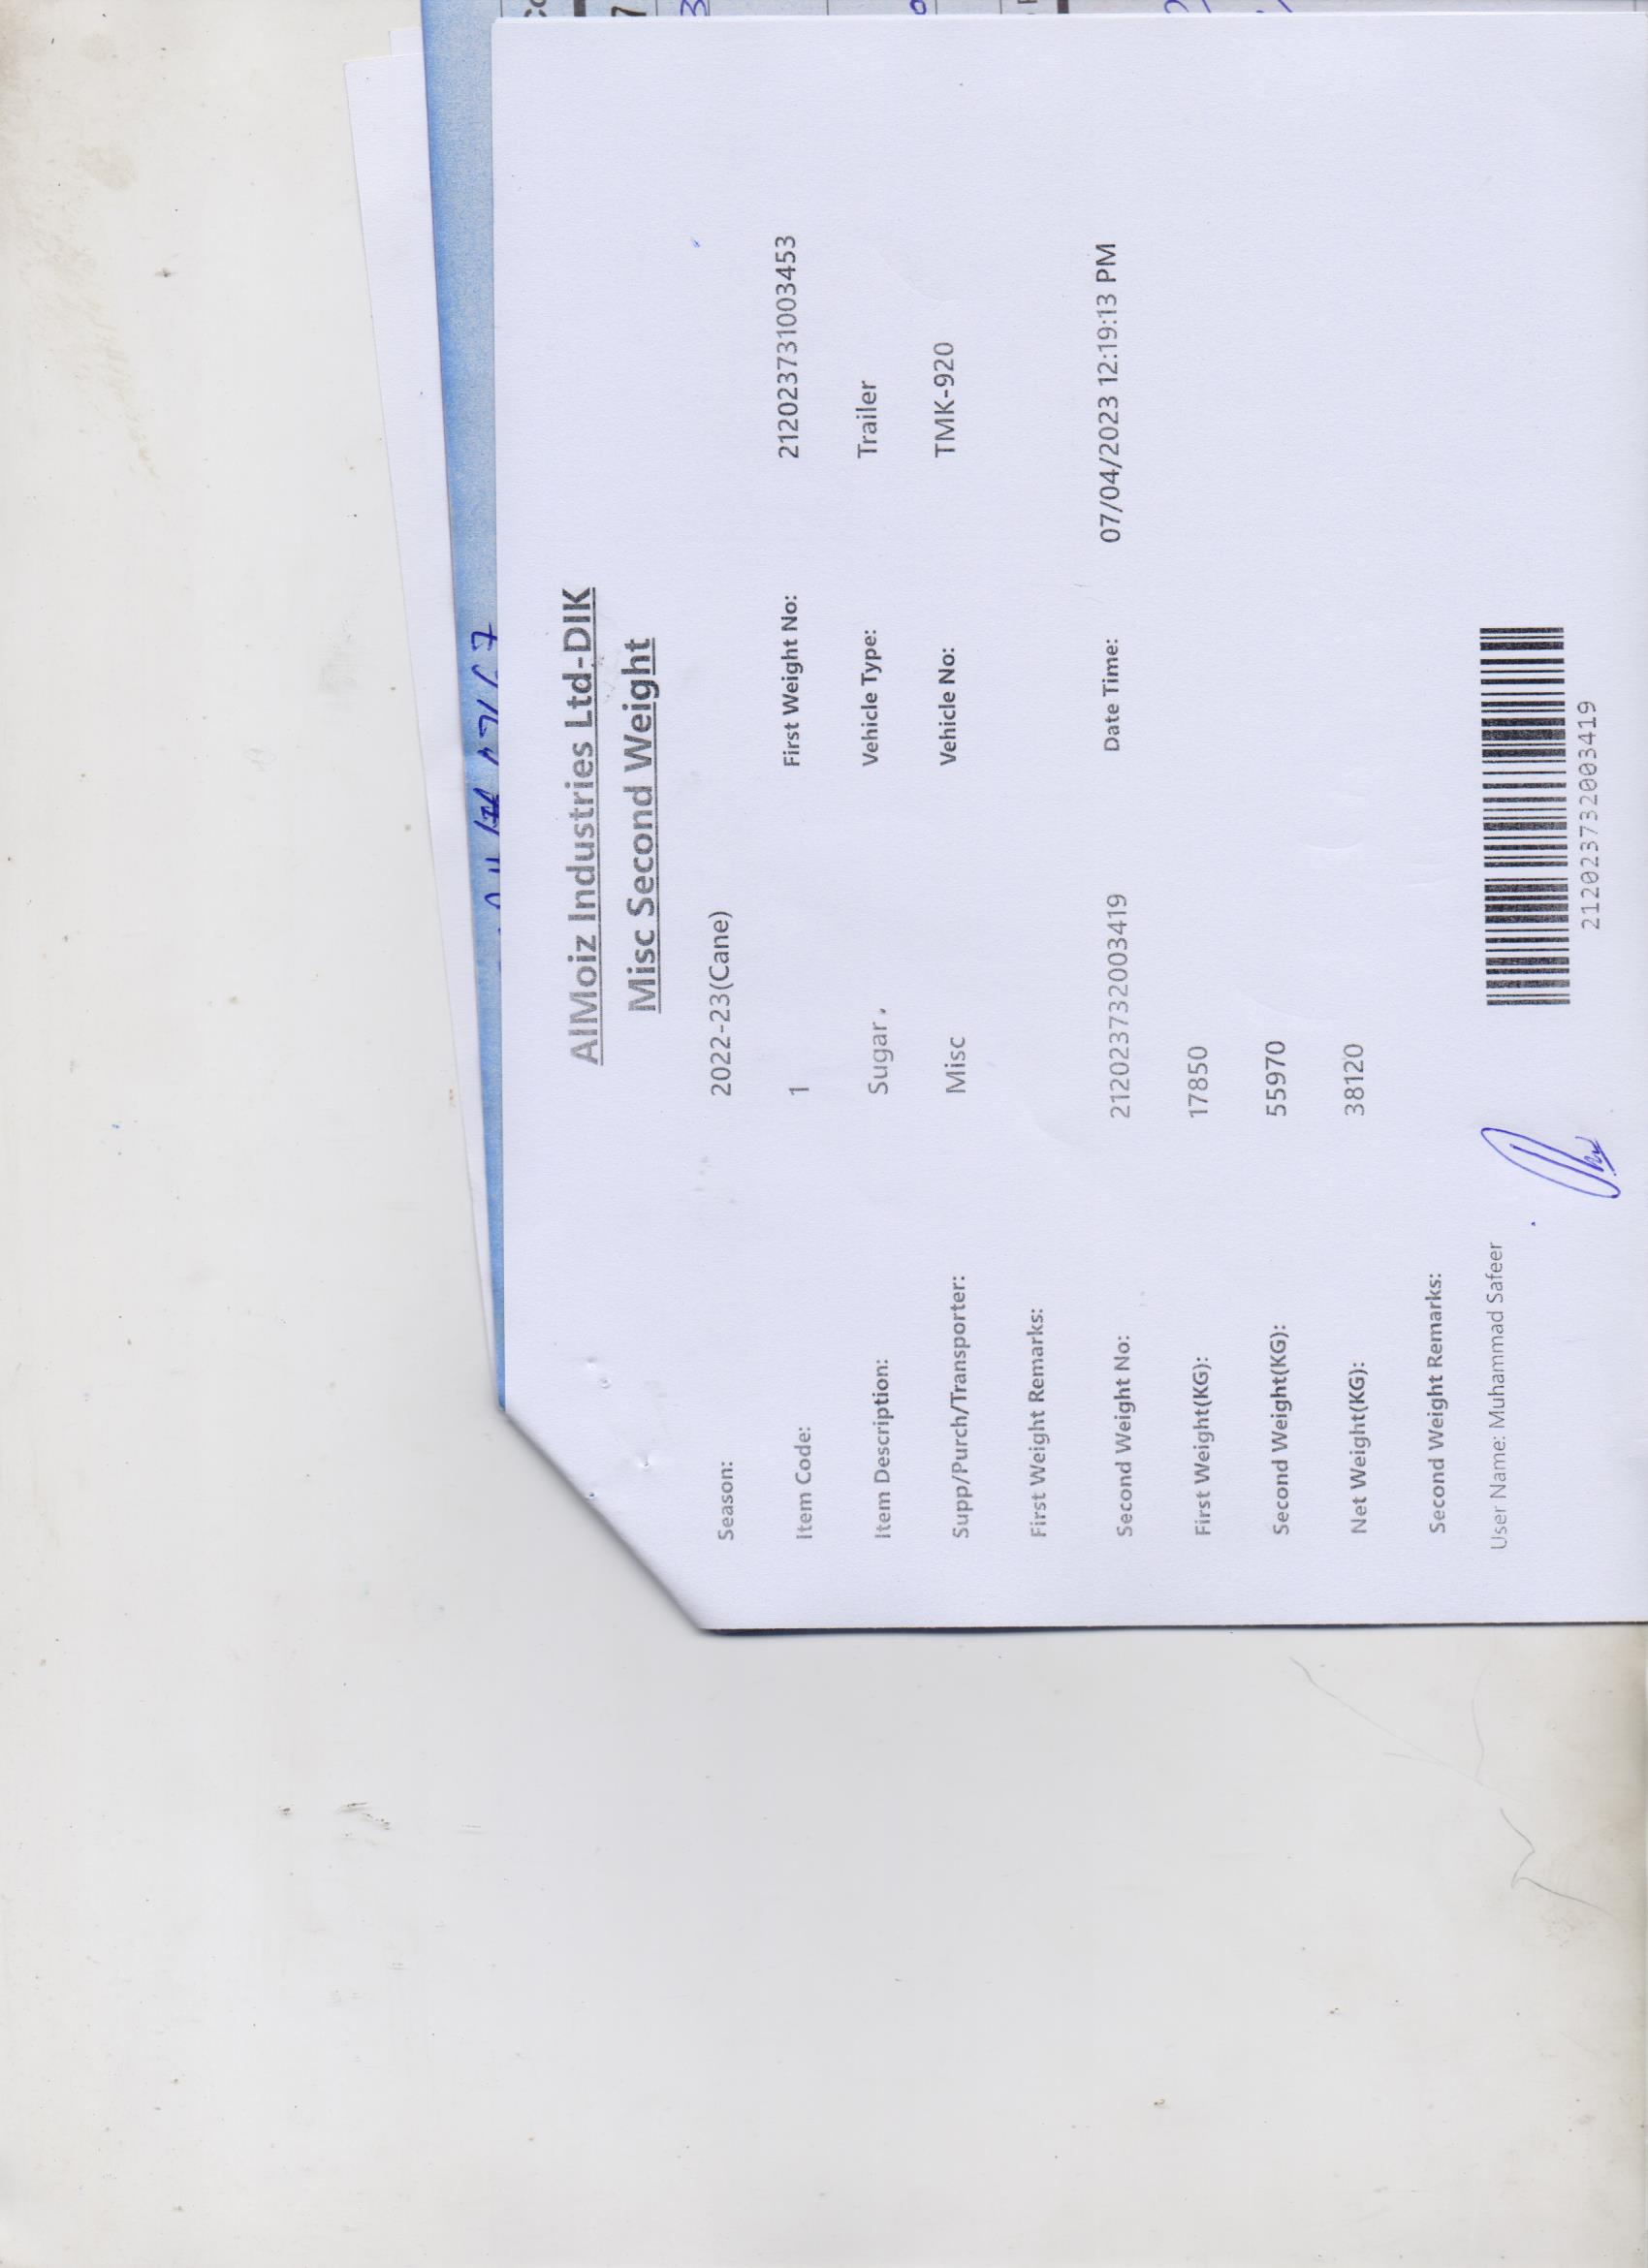 AlMoiz Industries Ltd-DIK
Misc Second Weight
Season: 2022-23(Cane)
Item Code: 1 First Weight No: 2120237310034​53
Item Description: Sugar Vehicle Type: Trailer
Supp/Purch/Transporter: Misc Vehicle No: TMK-920
First Weight Remarks:
Second Weight No: 212023732003419 Date Time: 07/04/2023 12:19:13 PM
First Weight(KG): 17850
Second Weight(KG): 55970
Net Weight(KG): 38120
Second Weight Remarks:
User Name: Muhammad Safeer
212023732003419